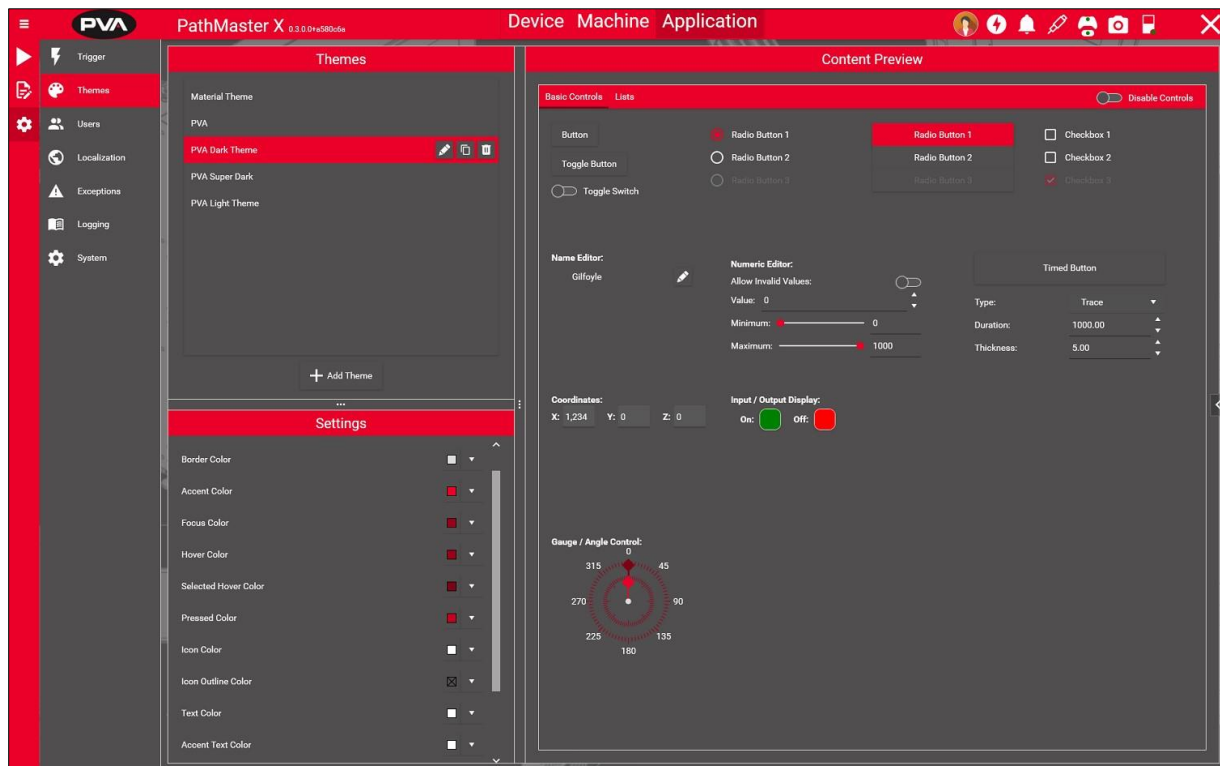 PVA PathMaster X 0.3.0.0+a580c6a Device Machine Application
Trigger
Themes
Users
Localization
Exceptions
Logging
System
Themes
Material Theme
PVA
PVA Dark Theme
PVA Super Dark
PVA Light Theme
Add Theme
Settings
Border Color
Accent Color
Focus Color
Hover Color
Selected Hover Color
Pressed Color
Icon Color
Icon Outline Color
Text Color
Accent Text Color
Content Preview
Basic Controls Lists Disable Controls
Button Radio Button 1 Radio Button 1 Checkbox 1
Toggle Button Radio Button 2 Radio Button 2 Checkbox 2
Toggle Switch Radio Button 3 Radio Button 3 Checkbox 3
Name Editor:
Gilfoyle
Numeric Editor:
Allow Invalid Values:
Value: 0
Minimum: 0
Maximum: 1000
Timed Button
Type: Trace
Duration: 1000.00
Thickness: 5.00
Coordinates:
X: 1,234 Y: 0 Z: 0
Input / Output Display:
On: Off:
Gauge / Angle Control:
0
315 45
270 90
225 135
180